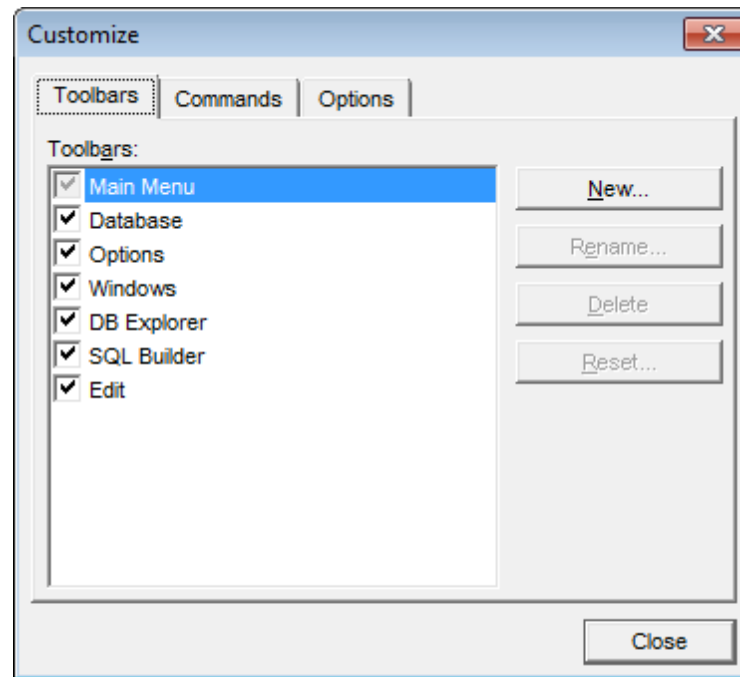 Customize
Toolbars Commands Options
Toolbars:
Main Menu
Database
Options
Windows
DB Explorer
SQL Builder
Edit
New...
Rename...
Delete
Reset...
Close